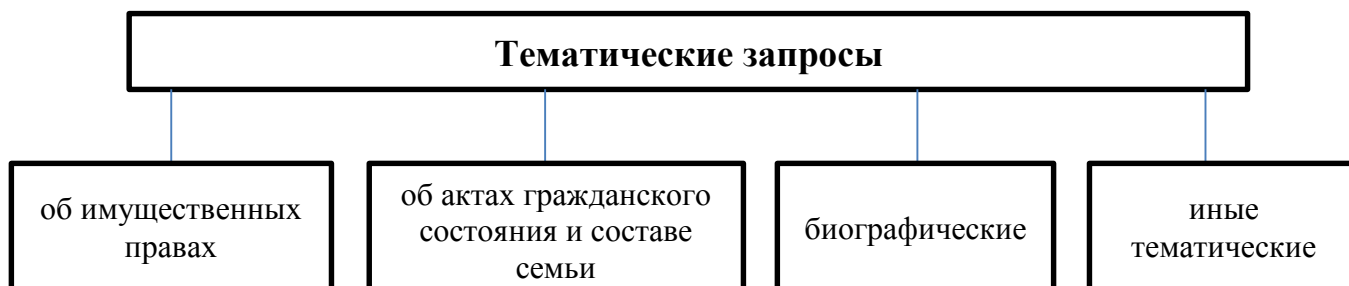 Тематические запросы
об имущественных
правах
об актах гражданского
состояния и составе
семьи
биографические
иные
тематические